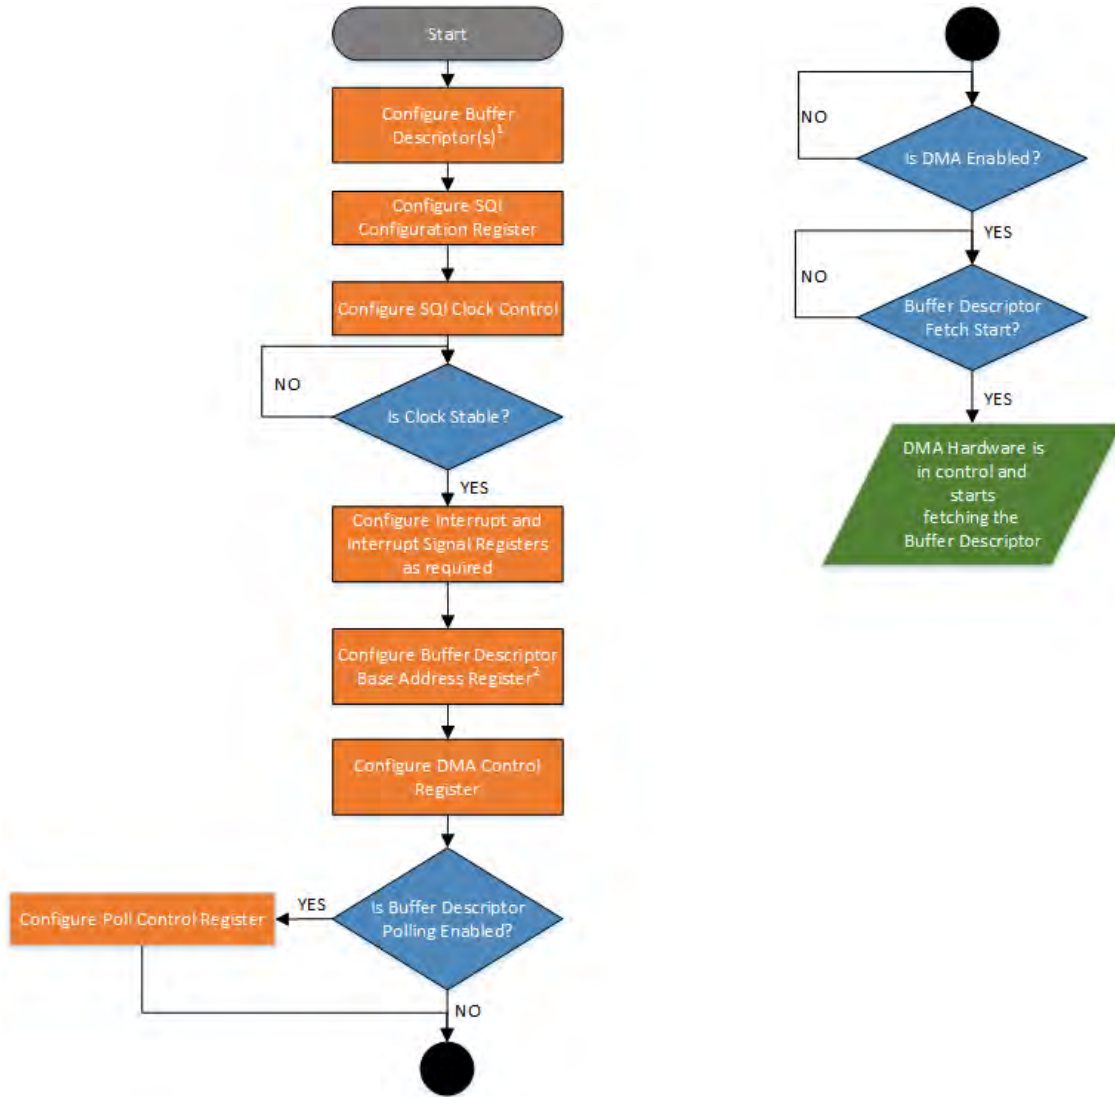 Start
Configure Buffer
Descriptor(s)1
Configure SQI
Configuration Register
Configure SQI Clock Control
NO
Is Clock Stable?
YES
Configure Interrupt and
Interrupt Signal Registers
as required
Configure Buffer Descriptor
Base Address Register2
Configure DMA Control
Register
Is Buffer Descriptor
Polling Enabled?
YES
Configure Poll Control Register
NO
NO
Is DMA Enabled?
YES
NO
Buffer Descriptor
Fetch Start?
YES
DMA Hardware is
in control and
starts
fetching the
Buffer Descriptor